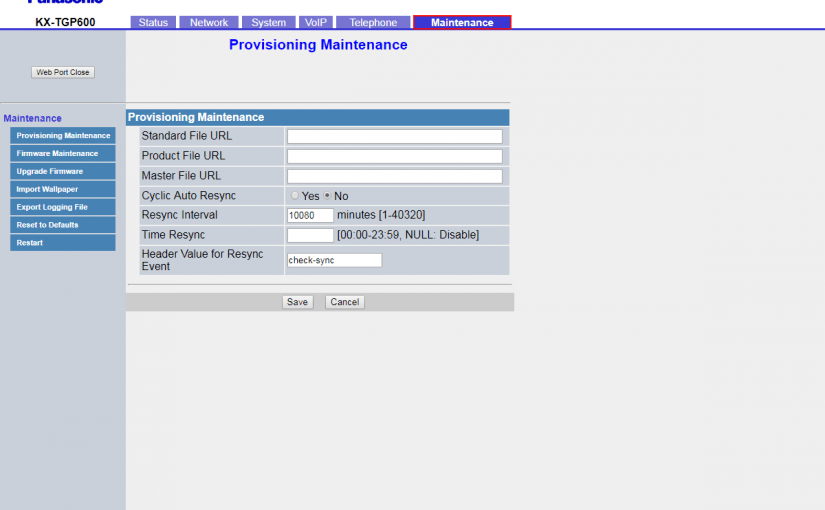 Panasonic
KX-TGP600
Status Network System VoIP Telephone Maintenance
Provisioning Maintenance
Web Port Close
Maintenance
Provisioning Maintenance
Firmware Maintenance
Upgrade Firmware
Import Wallpaper
Export Logging File
Reset to Defaults
Restart
Provisioning Maintenance
Standard File URL
Product File URL
Master File URL
Cyclic Auto Resync Yes No
Resync Interval 10080 minutes [1-40320]
Time Resync [00:00-23:59, NULL: Disable]
Header Value for Resync
Event check-sync
Save Cancel